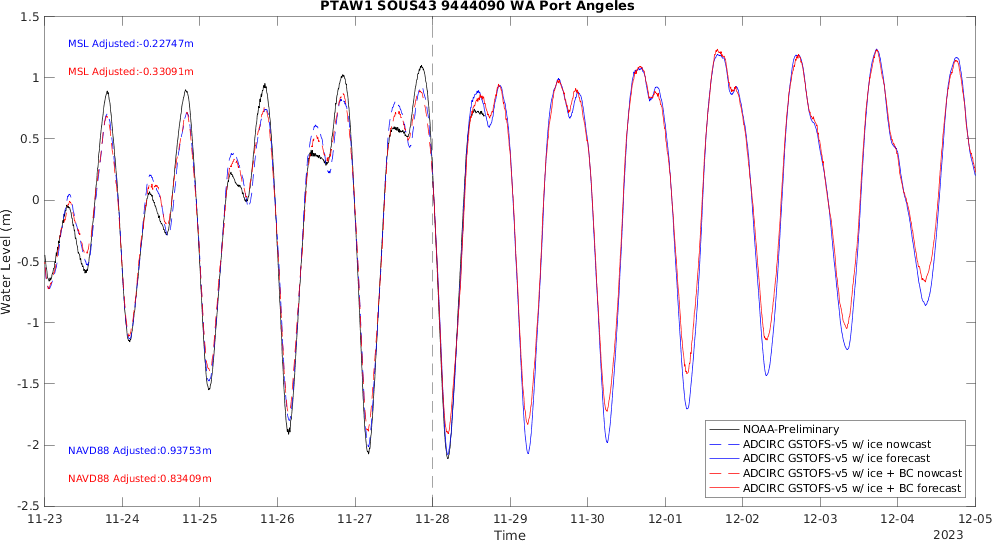 PTAW1 SOUS43 9444090 WA Port Angeles
1.5
1
0.5
0
-0.5
-1
-1.5
-2
-2.5
Water Level (m)
MSL Adjusted:-0.22747m
MSL Adjusted:-0.33091m
NAVD88 Adjusted:0.93753m
NAVD88 Adjusted:0.83409m
NOAA-Preliminary
ADCIRC GSTOFS-v5 w/ ice nowcast
ADCIRC GSTOFS-v5 w/ ice forecast
ADCIRC GSTOFS-v5 w/ ice + BC nowcast
ADCIRC GSTOFS-v5 w/ ice + BC forecast
11-23 11-24 11-25 11-26 11-27 11-28 11-29 11-30 12-01 12-02 12-03 12-04 12-05
Time
2023